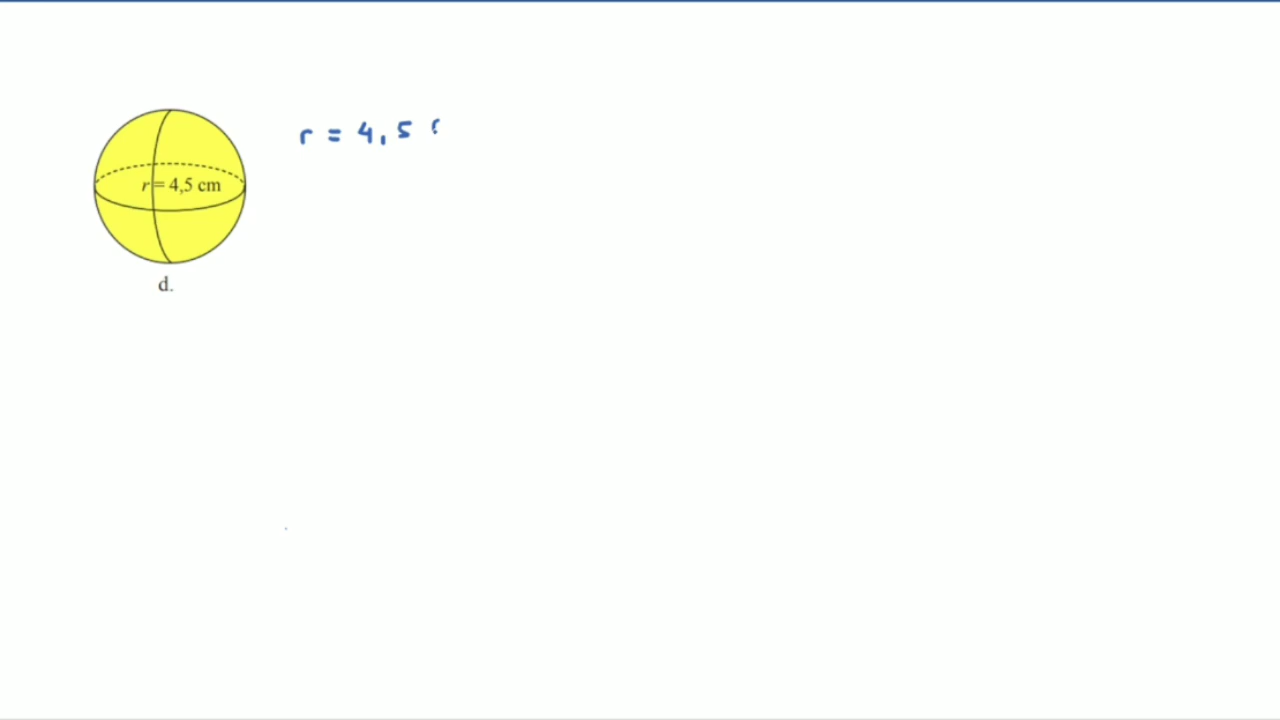 r = 4,5
r = 4,5 cm
d.